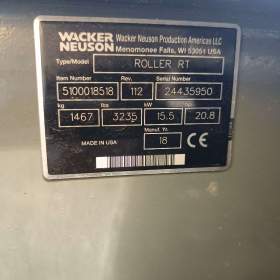 WACKER NEUSON Wacker Neuson Production Americas LLC
Menomonee Falls, WI 53051 USA
Type/Model ROLLER RT
Item Number Rev. Serial Number
5100018518 112 24435950
kg lbs kW hp
1467 3235 15.5 20.8
Manuf. Yr.
MADE IN USA 18 CE